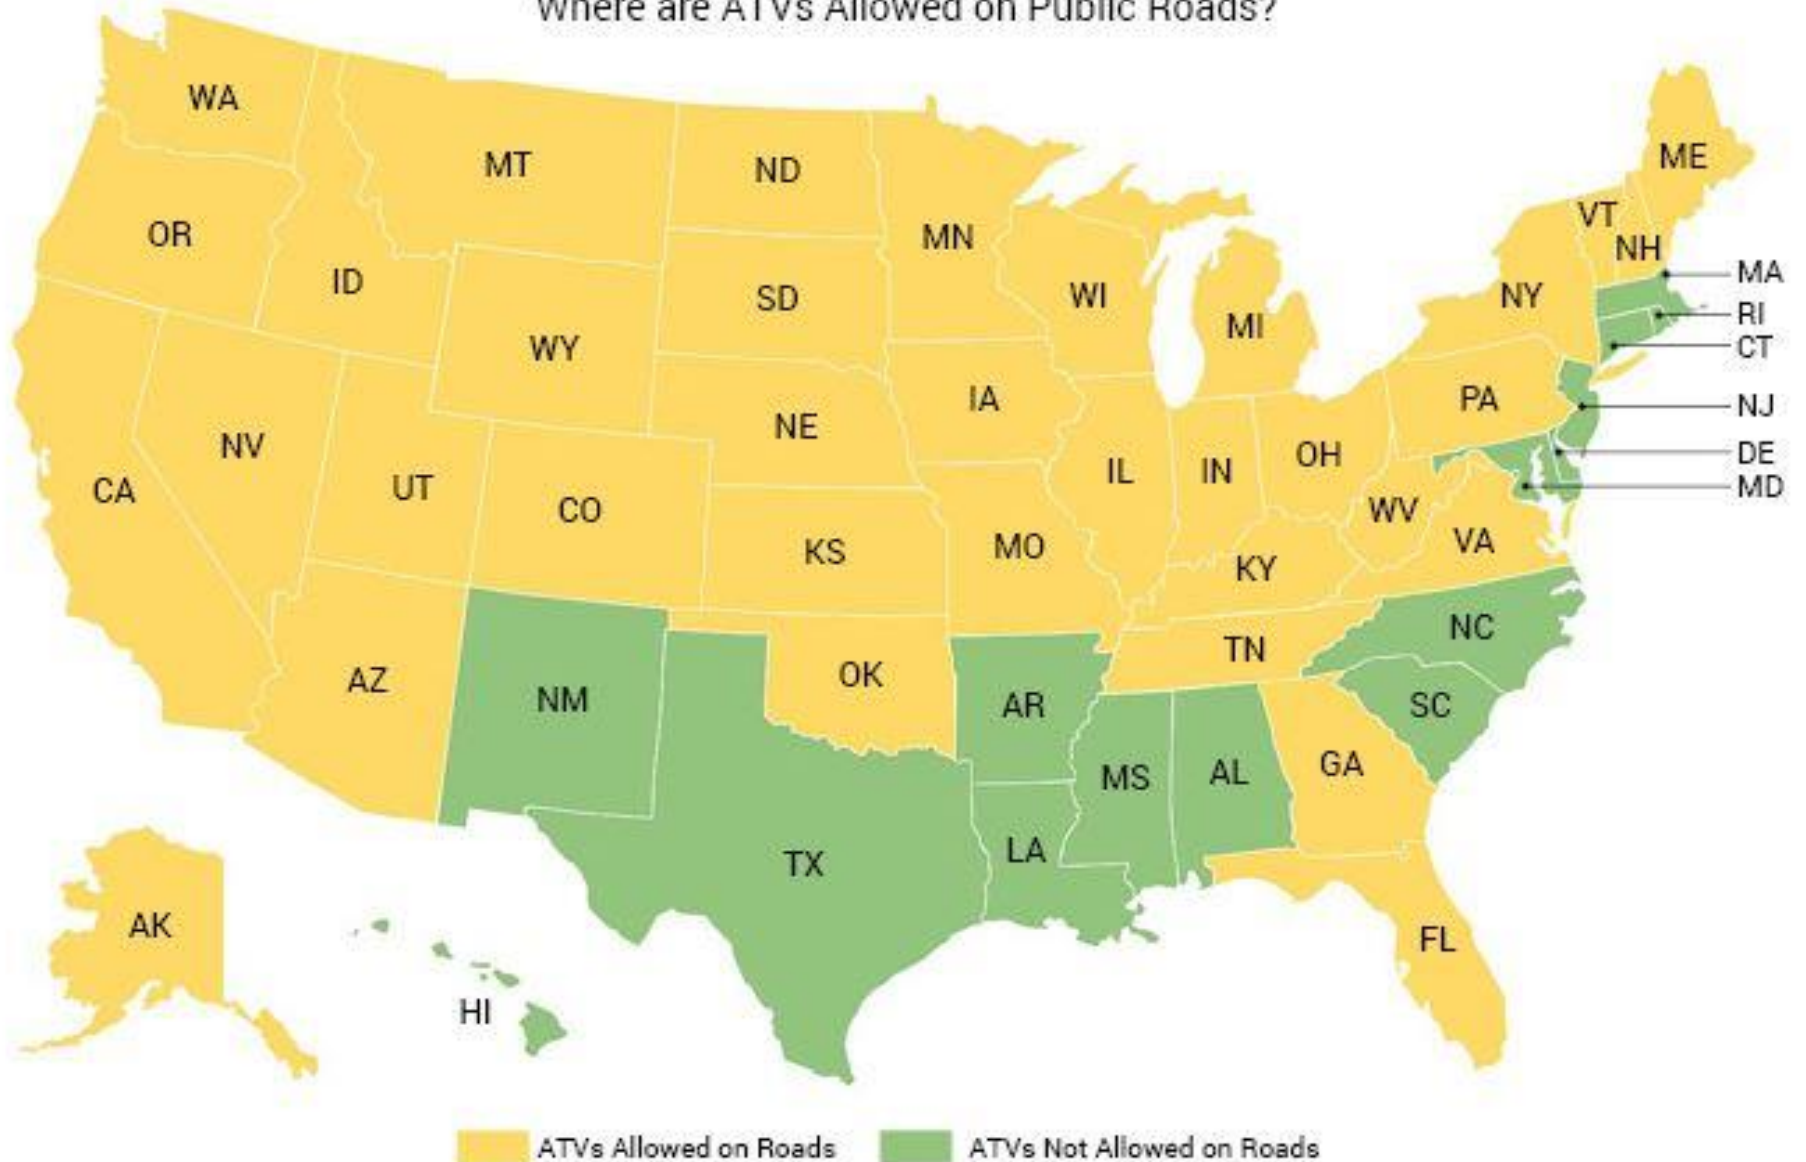 Where are ATVs Allowed on Public Roads?
WA
MT
ND
MN
ME
OR
ID
SD
WI
MI
VT
NH
NY
MA
RI
CT
WY
IA
NE
PA
NJ
NV
UT
CO
CA
IL
IN
OH
DE
MD
KS
MO
WV
VA
KY
AZ
NM
OK
AR
TN
NC
SC
MS
AL
GA
TX
LA
AK
HI
FL
ATVs Allowed on Roads
ATVs Not Allowed on Roads